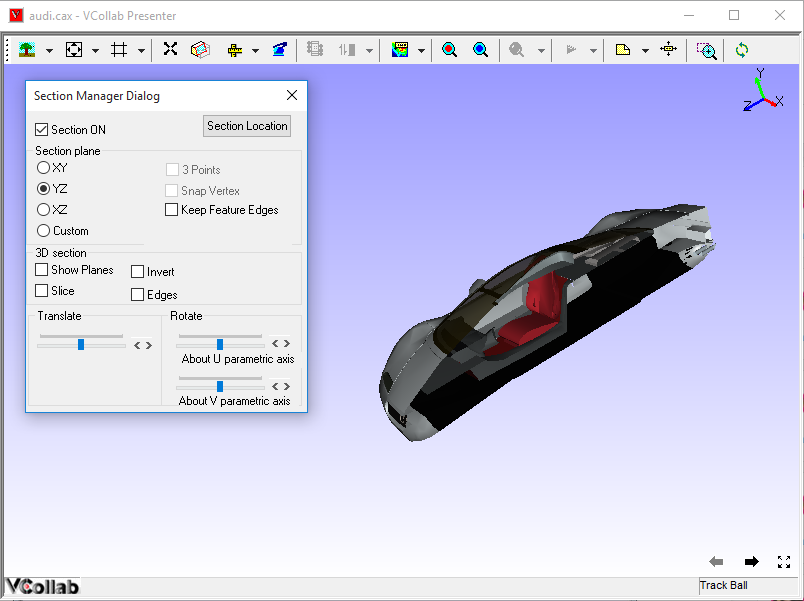 audi.cax - VCollab Presenter
Section Manager Dialog
Section ON
Section Location
Section plane
XY
3 Points
YZ
Snap Vertex
XZ
Keep Feature Edges
Custom
3D section
Show Planes
Invert
Slice
Edges
Translate
Rotate
< >
< >
About U parametric axis
< >
About V parametric axis
Y
X
Z
VCollab
Track Ball